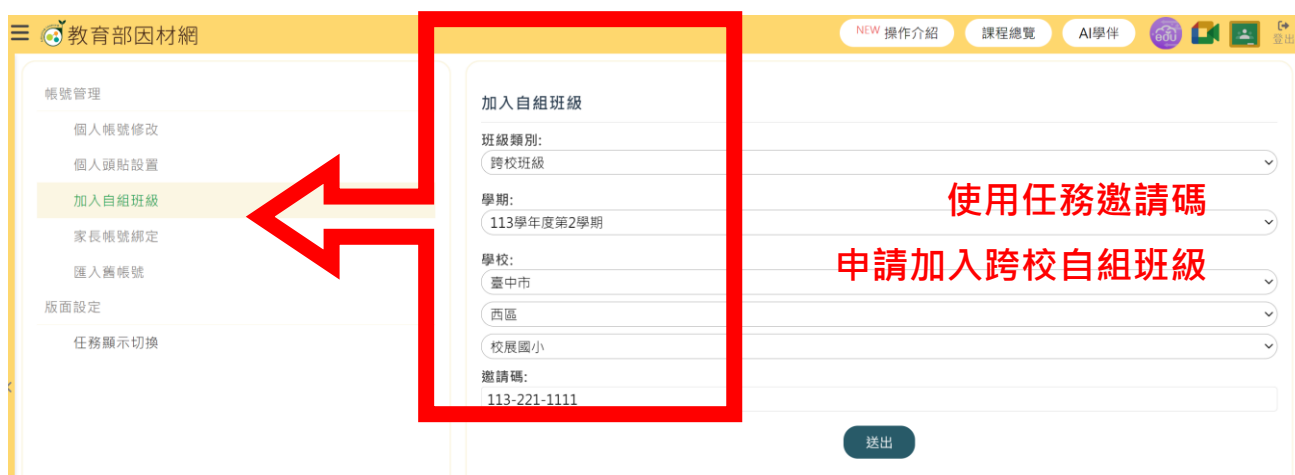 教育部因材網
NEW 操作介紹
課程總覽
AI學伴
登出
帳號管理
個人帳號修改
個人頭貼設置
加入自組班級
家長帳號綁定
匯入舊帳號
版面設定
任務顯示切換
加入自組班級
班級類別:
跨校班級
學期:
113學年度第2學期
學校:
臺中市
西區
校展國小
邀請碼:
113-221-1111
送出
使用任務邀請碼
申請加入跨校自組班級